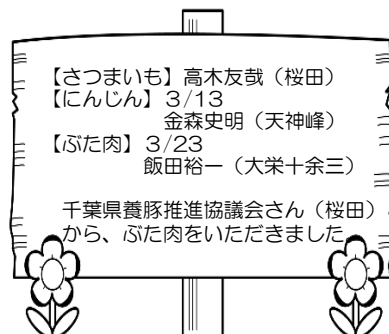 【さつまいも】高木友哉（桜田）
【にんじん】3/13
金森史明（天神峰）
【ぶた肉】3/23
飯田裕一（大栄十余三）
千葉県養豚推進協議会さん（桜田）
から、ぶた肉をいただきました